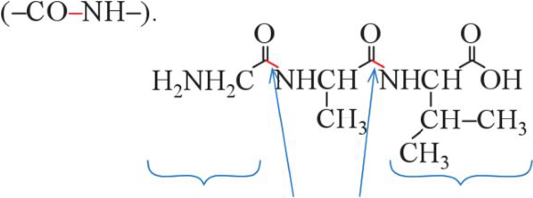 (–CO–NH–).
O O O
H₂NH₂C NHCH NHCH OH
CH₃ CH–CH₃
CH₃